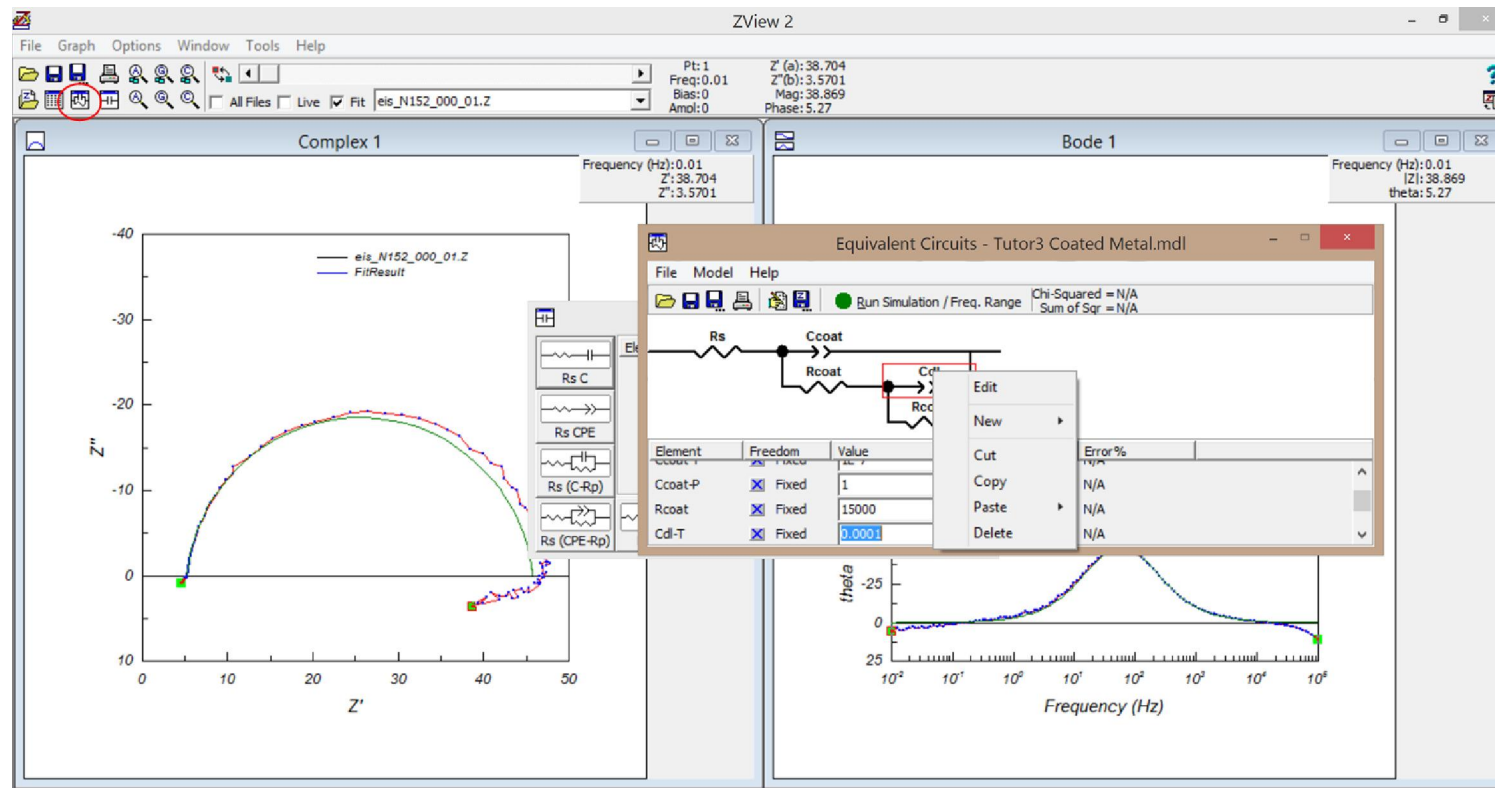 ZView 2
File Graph Options Window Tools Help
Pt:1 Z' (a): 38.704
Freq:0.01 Z"(b): 3.5701
Bias:0 Mag: 38.869
Ampl:0 Phase: 5.27
All Files Live Fit eis_N152_000_01.Z
Complex 1
Frequency (Hz):0.01
Z': 38.704
Z": 3.5701
-40
-30
-20
-10
0
10
Z"
eis_N152_000_01.Z
FitResult
0 10 20 30 40 50
Z'
Rs C
Rs CPE
Rs (C-Rp)
Rs (CPE-Rp)
Bode 1
Frequency (Hz):0.01
|Z|: 38.869
theta: 5.27
Equivalent Circuits - Tutor3 Coated Metal.mdl
File Model Help
Run Simulation / Freq. Range
Chi-Squared = N/A
Sum of Sqr = N/A
Rs Ccoat
Rcoat
Element Freedom Value Error%
Ccoat-P Fixed 1 N/A
Rcoat Fixed 15000 N/A
Cdl-T Fixed 0.0001 N/A
Edit
New
Cut
Copy
Paste
Delete
theta
-25
0
25
10-2 10-1 100 101 102 103 104 105
Frequency (Hz)